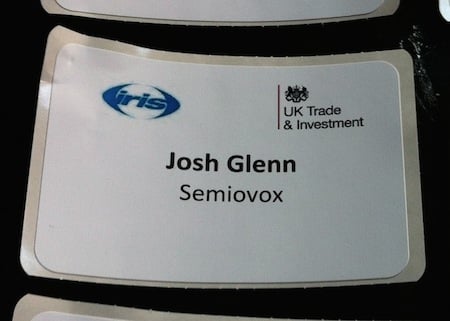 iris
UK Trade
& Investment
Josh Glenn
Semiovox